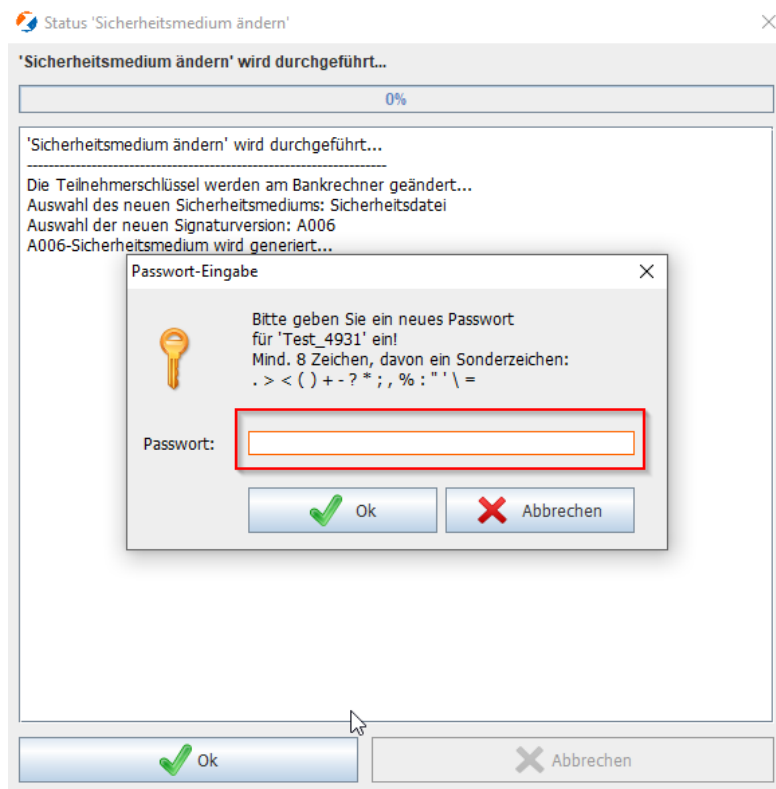 Status 'Sicherheitsmedium ändern'
'Sicherheitsmedium ändern' wird durchgeführt...
0%
'Sicherheitsmedium ändern' wird durchgeführt...
------------------------------------------------------------------
Die Teilnehmerschlüssel werden am Bankrechner geändert...
Auswahl des neuen Sicherheitsmediums: Sicherheitsdatei
Auswahl der neuen Signaturversion: A006
A006-Sicherheitsmedium wird generiert...
Passwort-Eingabe
Bitte geben Sie ein neues Passwort
für 'Test_4931' ein!
Mind. 8 Zeichen, davon ein Sonderzeichen:
. > < ( ) + - ? * ; , % : " ' \ =
Passwort:
Ok
Abbrechen
Ok
Abbrechen